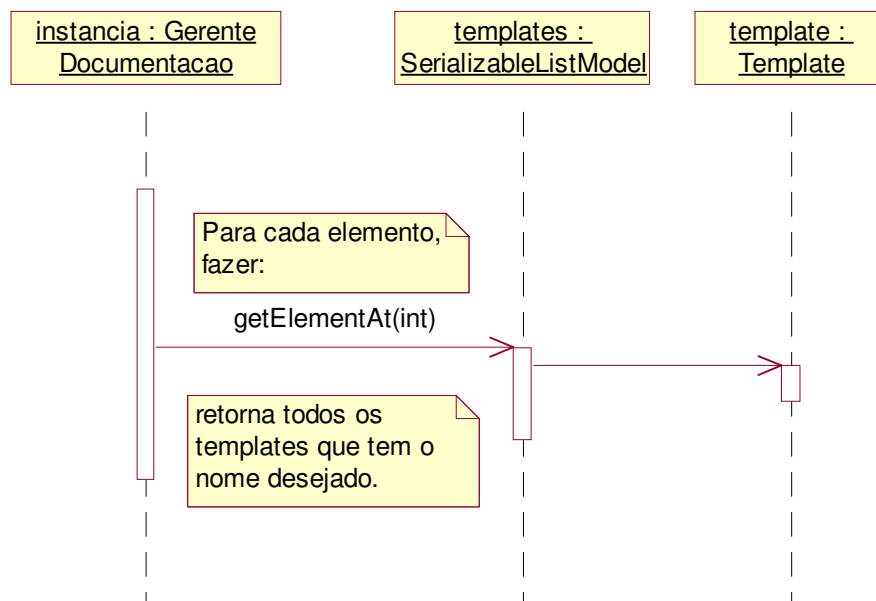 instancia : Gerente
Documentacao
templates :
SerializableListModel
template :
Template
Para cada elemento,
fazer:
getElementAt(int)
retorna todos os
templates que tem o
nome desejado.